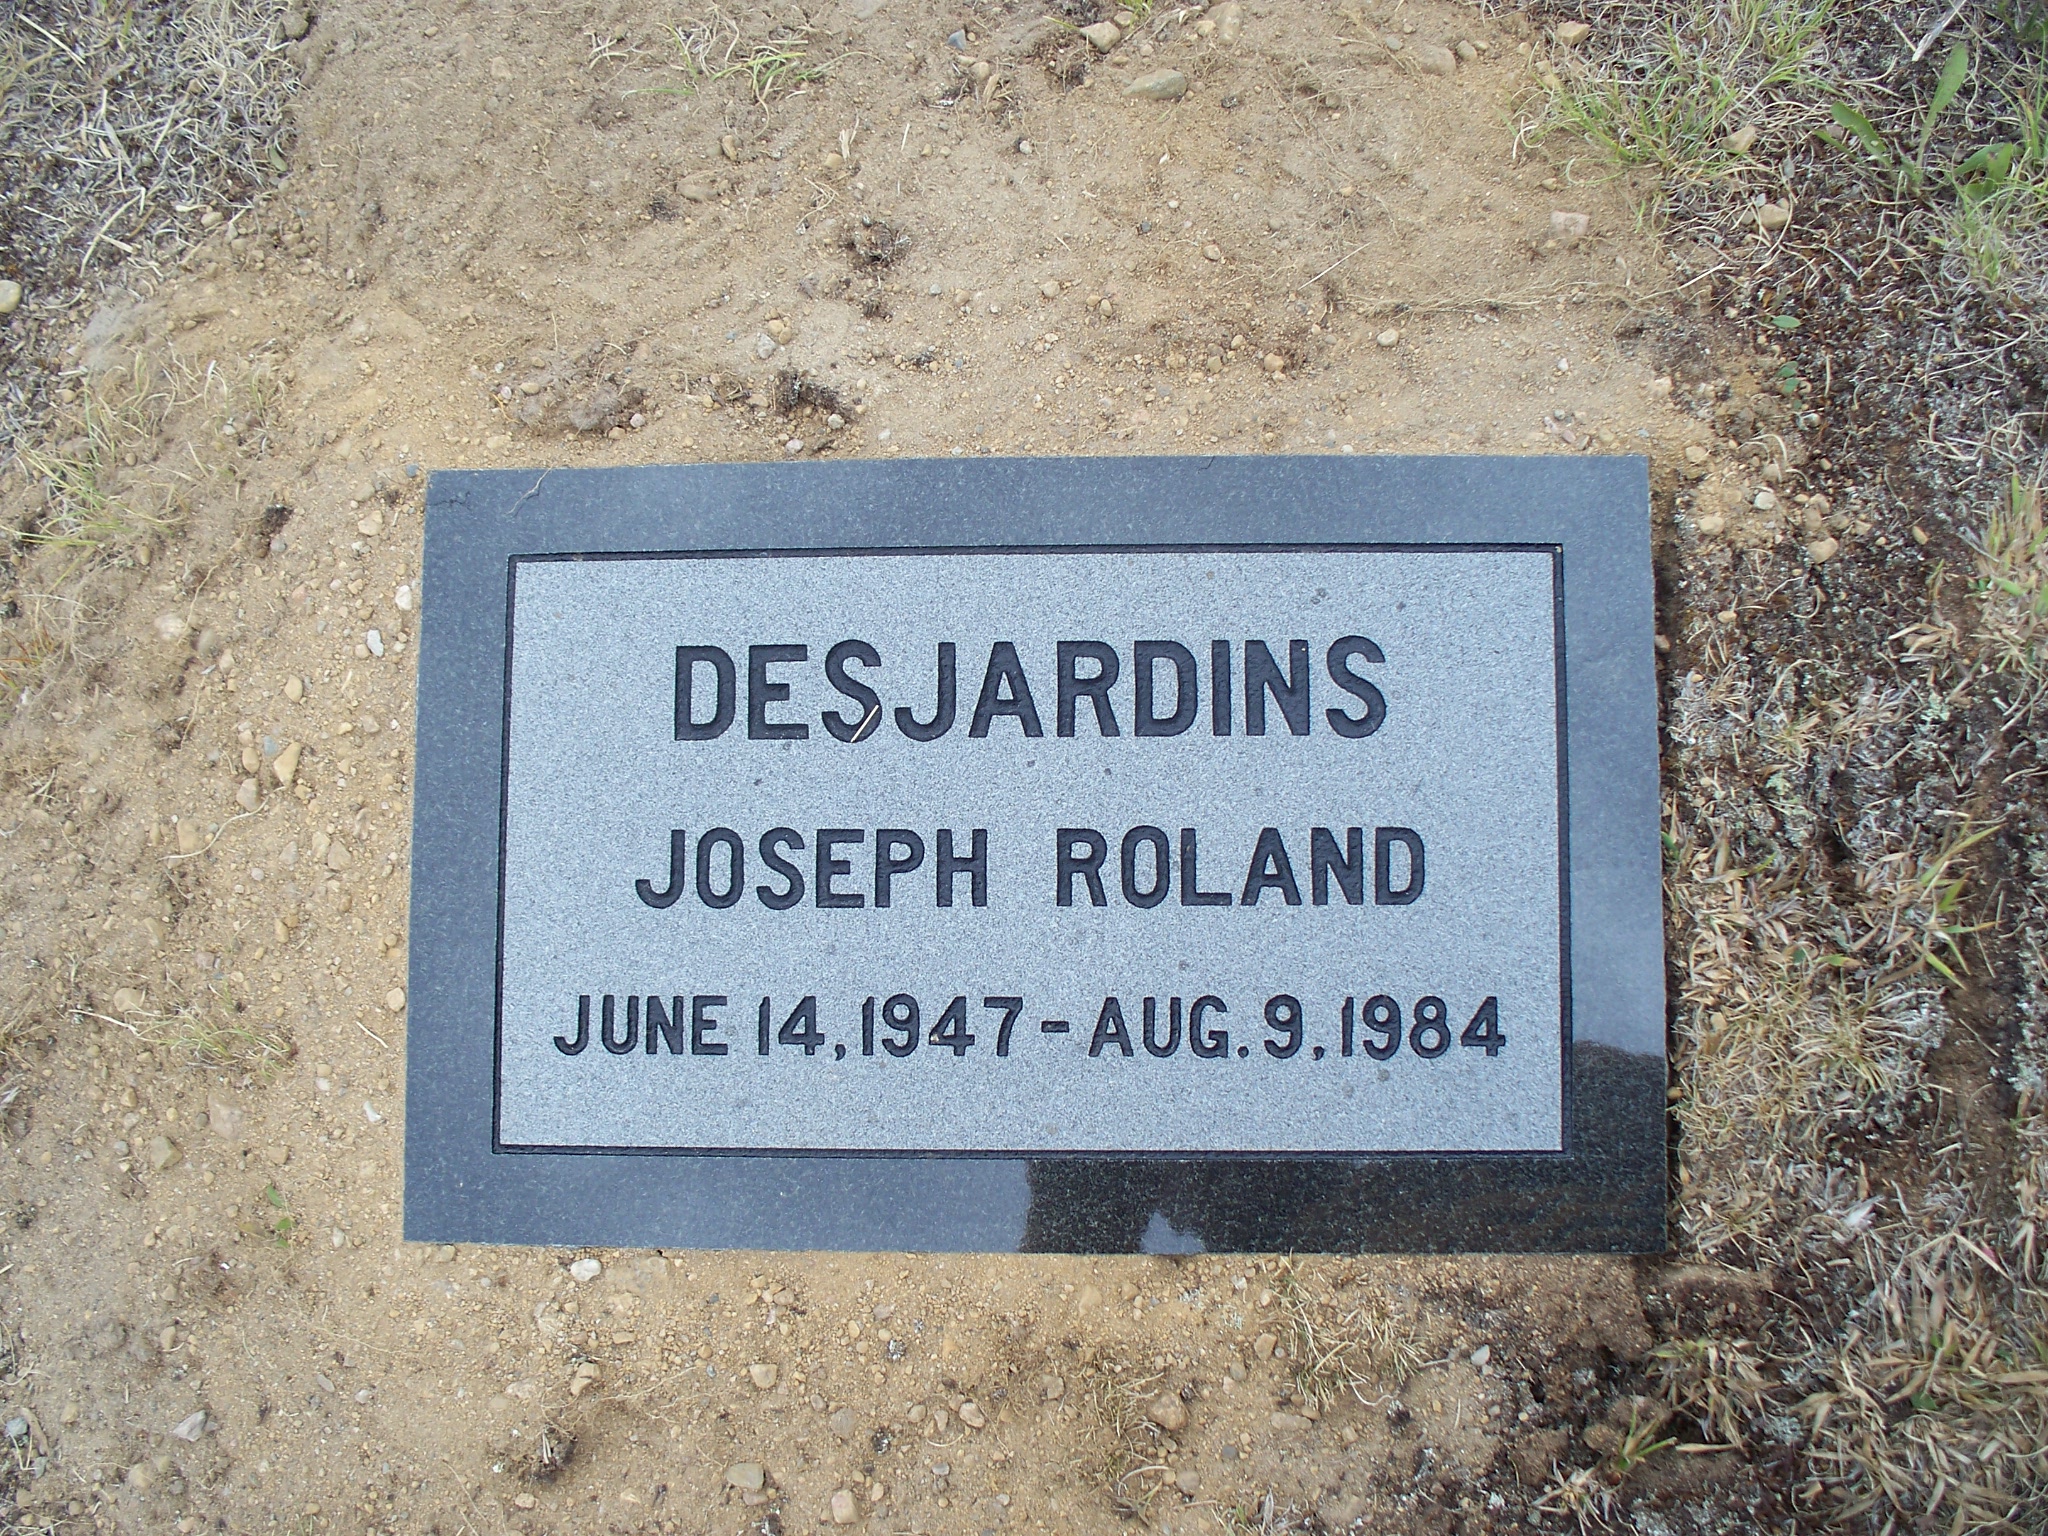 DESJARDINS
JOSEPH ROLAND
JUNE 14, 1947 - AUG. 9, 1984